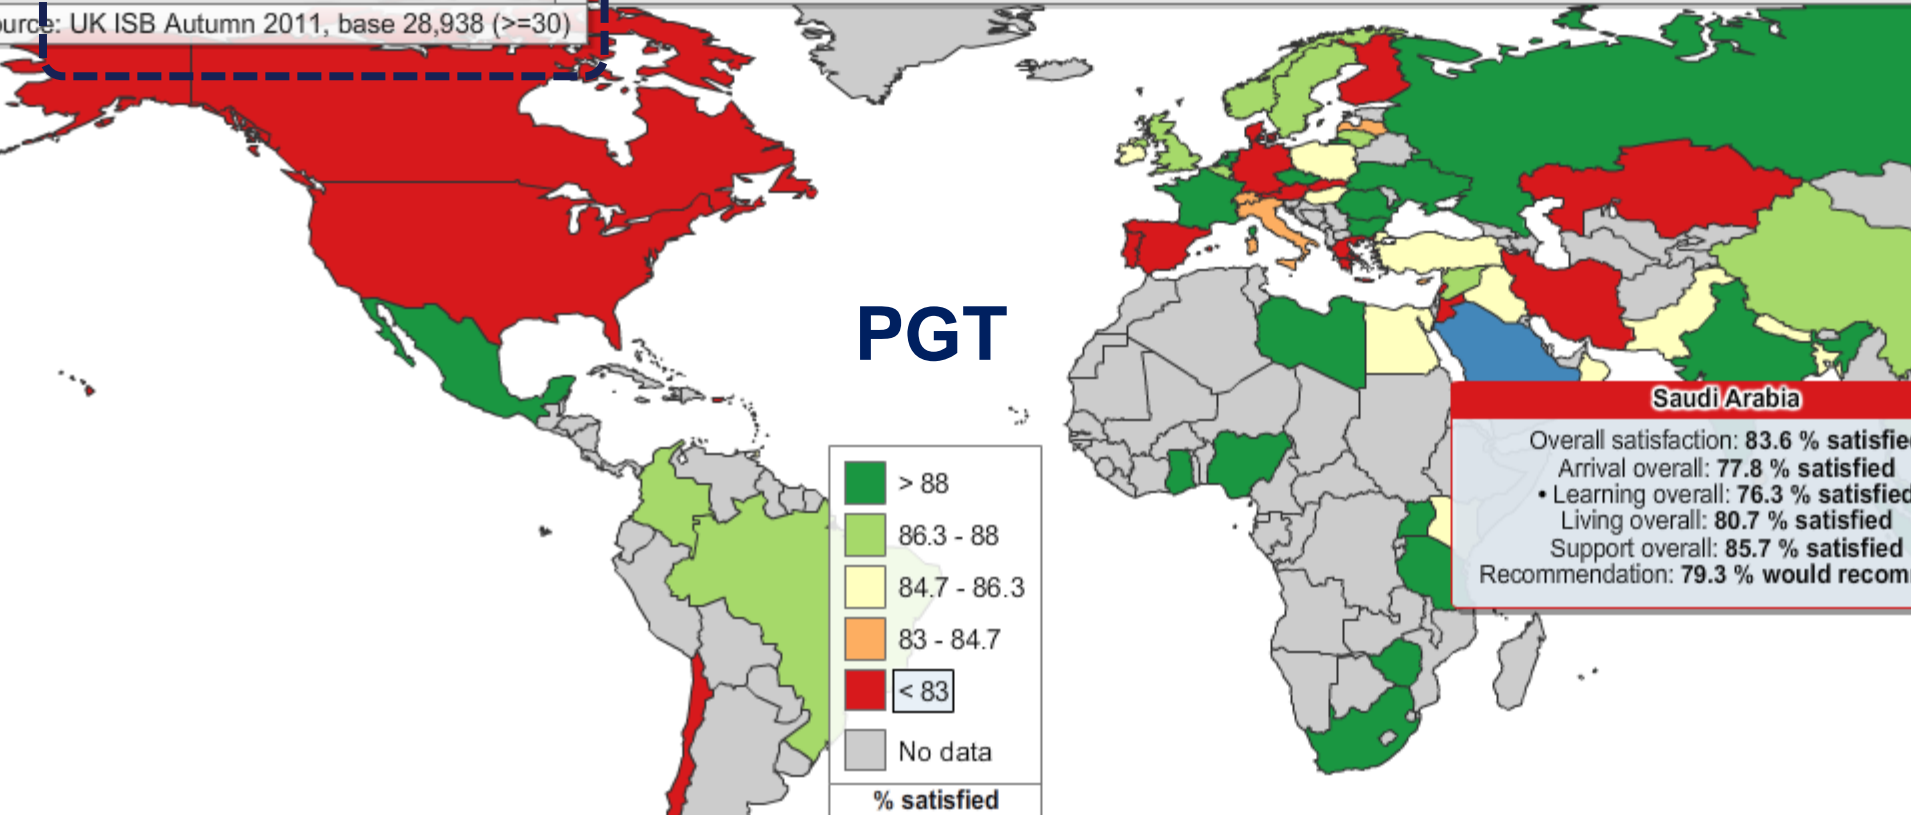 urce: UK ISB Autumn 2011, base 28,938 (>=30)
PGT
> 88
86.3 - 88
84.7 - 86.3
83 - 84.7
< 83
No data
% satisfied
Saudi Arabia
Overall satisfaction: 83.6 % satisfie
Arrival overall: 77.8 % satisfied
• Learning overall: 76.3 % satisfied
Living overall: 80.7 % satisfied
Support overall: 85.7 % satisfied
Recommendation: 79.3 % would recom